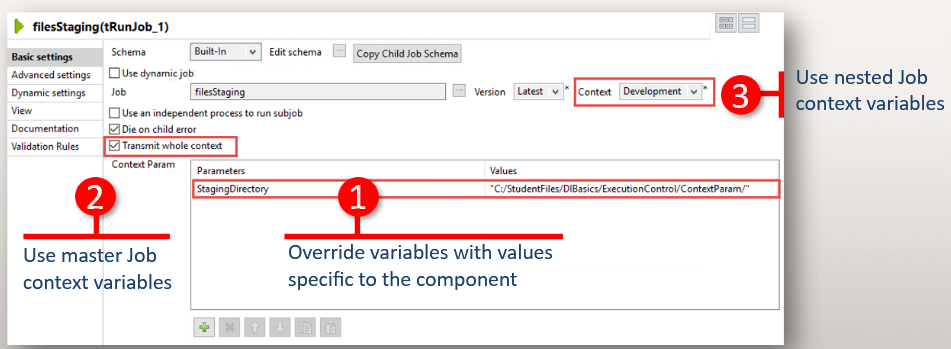 filesStaging(tRunJob_1)
Basic settings
Advanced settings
Dynamic settings
View
Documentation
Validation Rules
Schema Built-In Edit schema ... Copy Child Job Schema
Use dynamic job
Job filesStaging ... Version Latest * Context Development *
Use an independent process to run subjob
Die on child error
Transmit whole context
Context Param
Parameters Values
StagingDirectory "C:/StudentFiles/DIBasics/ExecutionControl/ContextParam/"
3
Use nested Job
context variables
2
Use master Job
context variables
1
Override variables with values
specific to the component